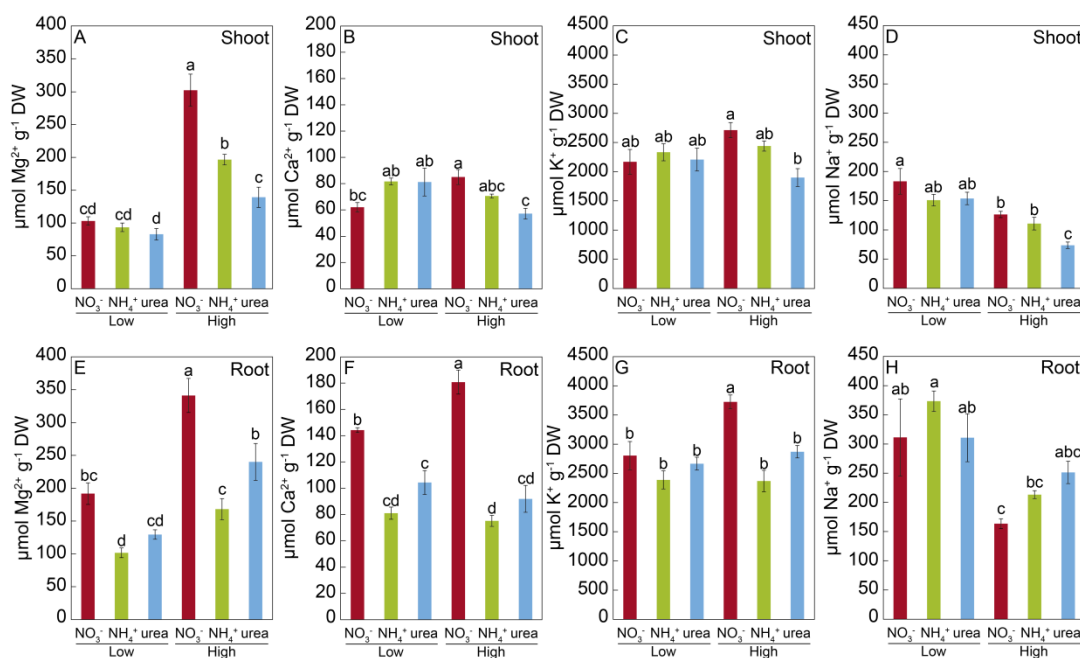 A Shoot
µmol Mg²⁺ g⁻¹ DW
400
350
300
250
200
150
100
50
0
cd cd d a b c
NO₃⁻ NH₄⁺ urea NO₃⁻ NH₄⁺ urea
Low High
B Shoot
µmol Ca²⁺ g⁻¹ DW
200
180
160
140
120
100
80
60
40
20
0
bc ab ab a abc c
NO₃⁻ NH₄⁺ urea NO₃⁻ NH₄⁺ urea
Low High
C Shoot
µmol K⁺ g⁻¹ DW
4500
4000
3500
3000
2500
2000
1500
1000
500
0
ab ab ab a ab b
NO₃⁻ NH₄⁺ urea NO₃⁻ NH₄⁺ urea
Low High
D Shoot
µmol Na⁺ g⁻¹ DW
450
400
350
300
250
200
150
100
50
0
a ab ab b b c
NO₃⁻ NH₄⁺ urea NO₃⁻ NH₄⁺ urea
Low High
E Root
µmol Mg²⁺ g⁻¹ DW
400
350
300
250
200
150
100
50
0
bc d cd a c b
NO₃⁻ NH₄⁺ urea NO₃⁻ NH₄⁺ urea
Low High
F Root
µmol Ca²⁺ g⁻¹ DW
200
180
160
140
120
100
80
60
40
20
0
b cd c a d cd
NO₃⁻ NH₄⁺ urea NO₃⁻ NH₄⁺ urea
Low High
G Root
µmol K⁺ g⁻¹ DW
4500
4000
3500
3000
2500
2000
1500
1000
500
0
b b b a b b
NO₃⁻ NH₄⁺ urea NO₃⁻ NH₄⁺ urea
Low High
H Root
µmol Na⁺ g⁻¹ DW
450
400
350
300
250
200
150
100
50
0
ab a ab c bc abc
NO₃⁻ NH₄⁺ urea NO₃⁻ NH₄⁺ urea
Low High